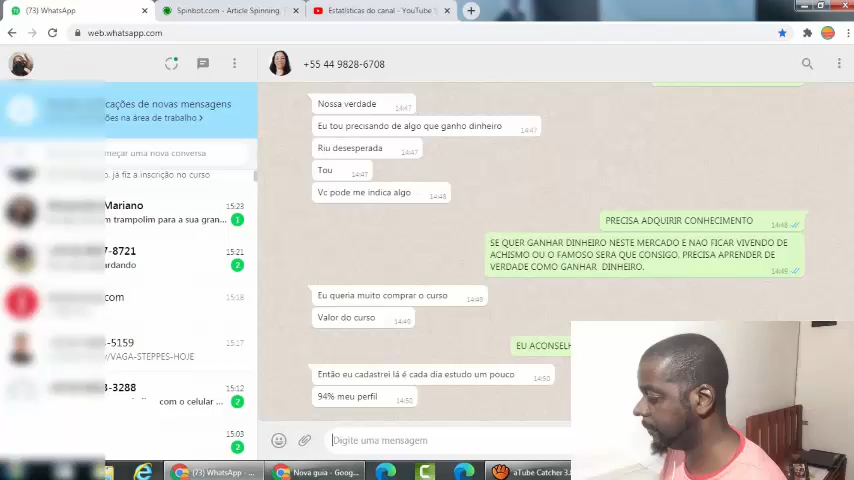 (73) WhatsApp
Spinbot.com - Article Spinning,
Estatísticas do canal - YouTube
web.whatsapp.com
+55 44 9828-6708
cações de novas mensagens
ções na área de trabalho >
meçar uma nova conversa
o, já fiz a inscrição no curso
Mariano 15:23
m trampolim para a sua gran... 1
7-8721 15:21
ardando 2
com 15:18
-5159 15:17
/VAGA-STEPPES-HOJE
8-3288 15:12
com o celular ... 2
15:03
2
Nossa verdade 14:47
Eu tou precisando de algo que ganho dinheiro 14:47
Riu desesperada 14:47
Tou 14:47
Vc pode me indica algo 14:48
PRECISA ADQUIRIR CONHECIMENTO 14:48
SE QUER GANHAR DINHEIRO NESTE MERCADO E NAO FICAR VIVENDO DE
ACHISMO OU O FAMOSO SERA QUE CONSIGO, PRECISA APRENDER DE
VERDADE COMO GANHAR DINHEIRO. 14:49
Eu queria muito comprar o curso 14:49
Valor do curso 14:49
EU ACONSELH
Então eu cadastrei lá é cada dia estudo um pouco 14:50
94% meu perfil 14:50
Digite uma mensagem
(73) WhatsApp - ...
Nova guia - Goog...
aTube Catcher 3.